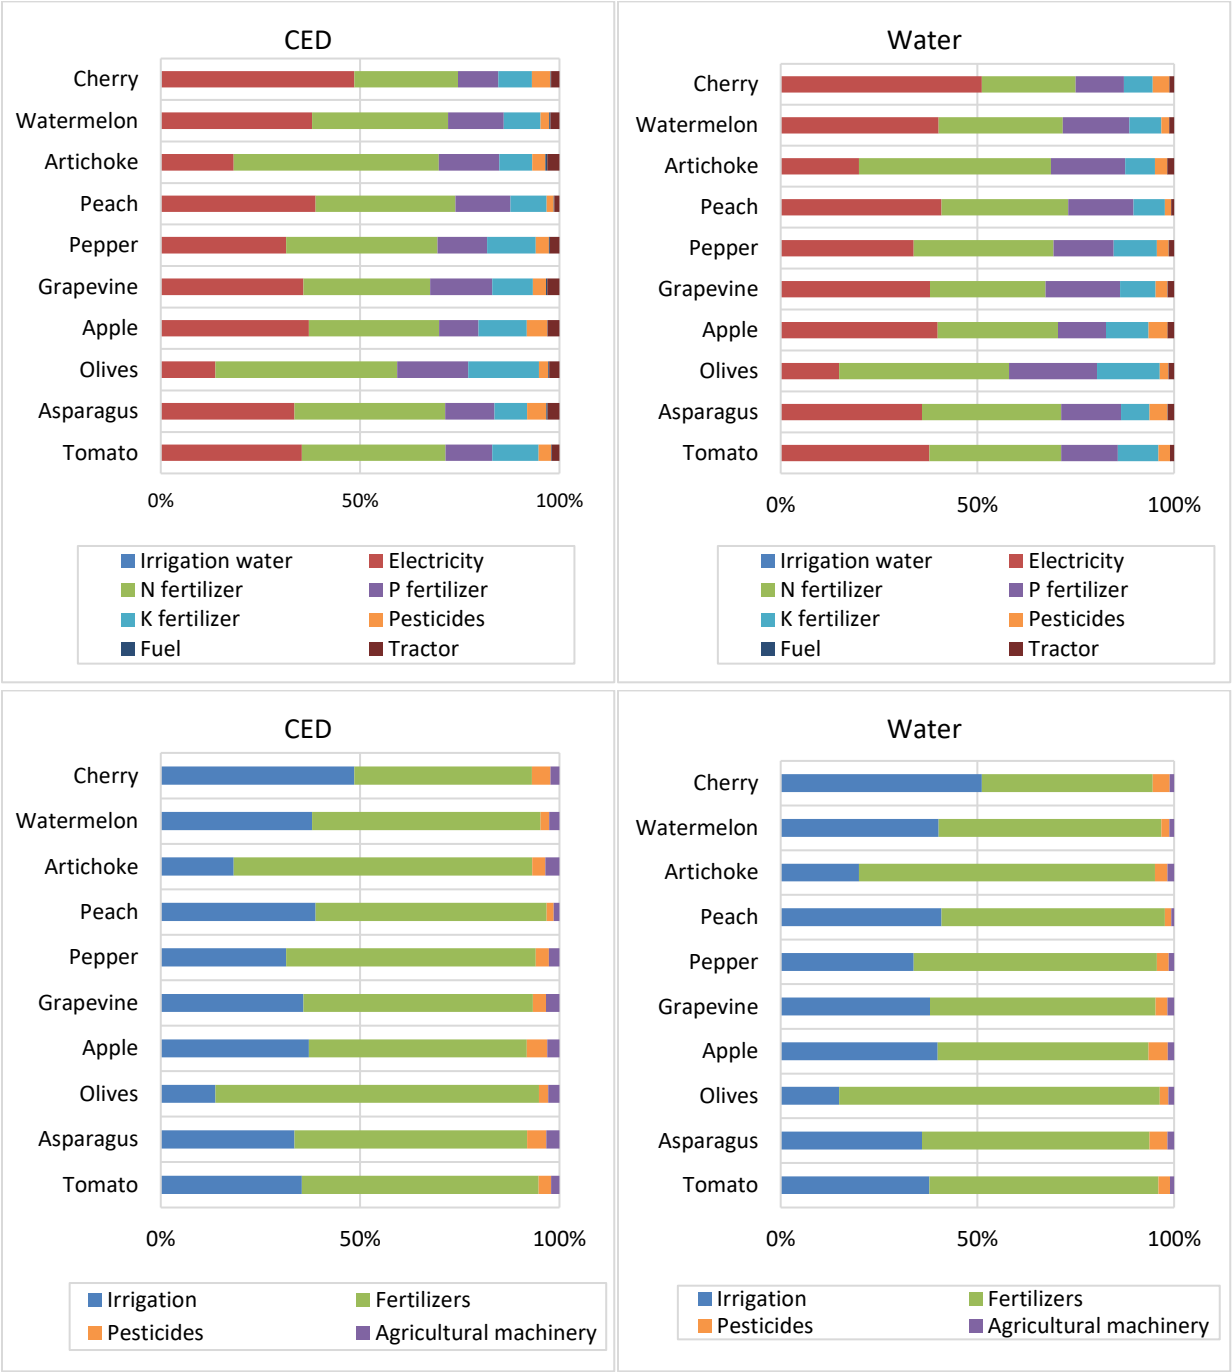 CED
Cherry
Watermelon
Artichoke
Peach
Pepper
Grapevine
Apple
Olives
Asparagus
Tomato
0% 50% 100%
Irrigation water Electricity
N fertilizer P fertilizer
K fertilizer Pesticides
Fuel Tractor
Water
Cherry
Watermelon
Artichoke
Peach
Pepper
Grapevine
Apple
Olives
Asparagus
Tomato
0% 50% 100%
Irrigation water Electricity
N fertilizer P fertilizer
K fertilizer Pesticides
Fuel Tractor
CED
Cherry
Watermelon
Artichoke
Peach
Pepper
Grapevine
Apple
Olives
Asparagus
Tomato
0% 50% 100%
Irrigation Fertilizers
Pesticides Agricultural machinery
Water
Cherry
Watermelon
Artichoke
Peach
Pepper
Grapevine
Apple
Olives
Asparagus
Tomato
0% 50% 100%
Irrigation Fertilizers
Pesticides Agricultural machinery